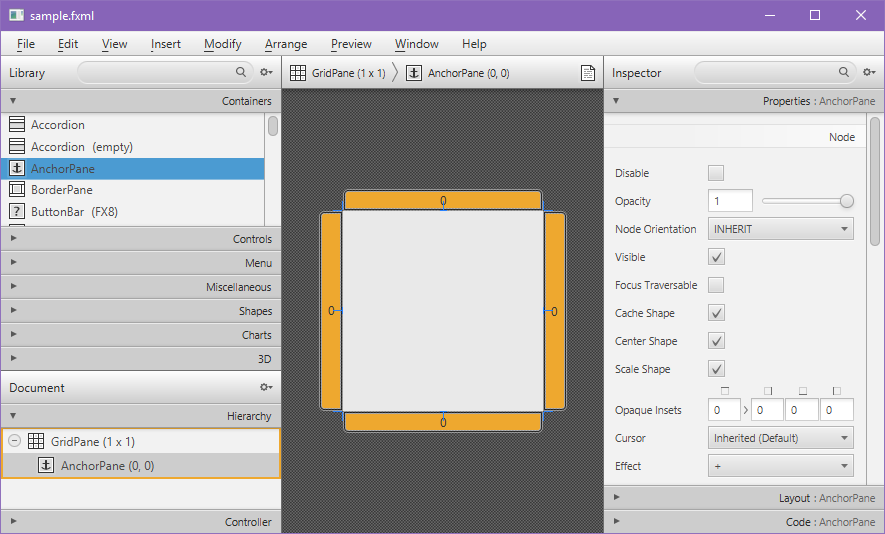 sample.fxml
File Edit View Insert Modify Arrange Preview Window Help
Library
Containers
Accordion
Accordion (empty)
AnchorPane
BorderPane
? ButtonBar (FX8)
Controls
Menu
Miscellaneous
Shapes
Charts
3D
Document
Hierarchy
GridPane (1 x 1)
AnchorPane (0, 0)
Controller
GridPane (1 x 1) AnchorPane (0, 0)
0
0 0
0
Inspector
Properties : AnchorPane
Node
Disable
Opacity 1
Node Orientation INHERIT
Visible
Focus Traversable
Cache Shape
Center Shape
Scale Shape
Opaque Insets 0 > 0 0 0
Cursor Inherited (Default)
Effect +
Layout : AnchorPane
Code : AnchorPane